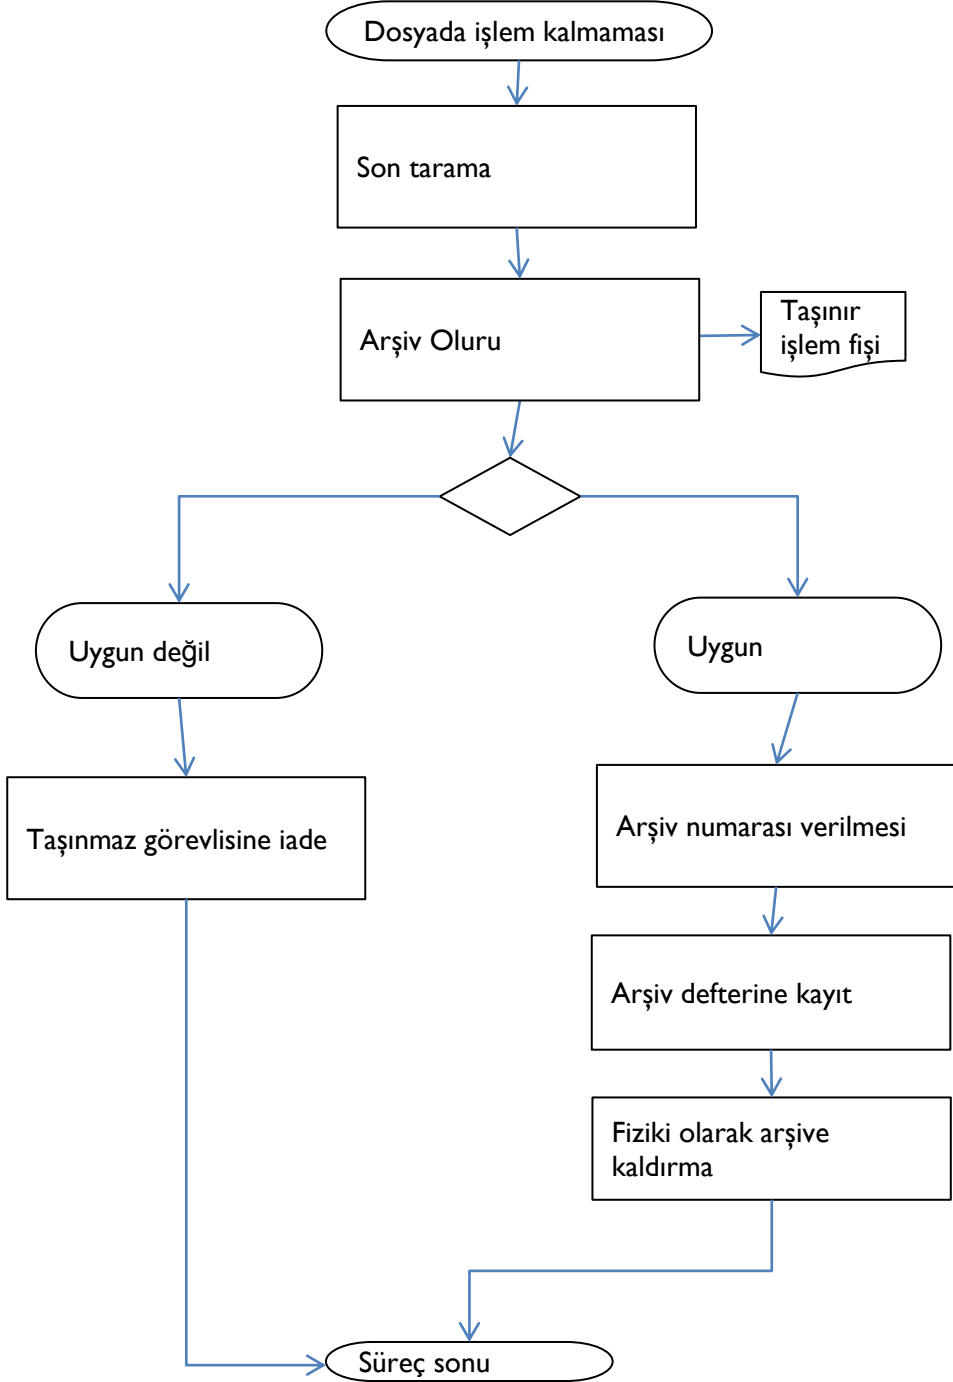 Dosyada işlem kalmaması
Son tarama
Arşiv Oluru
Taşınır
işlem fişi
Uygun değil
Uygun
Taşınmaz görevlisine iade
Arşiv numarası verilmesi
Arşiv defterine kayıt
Fiziki olarak arşive
kaldırma
Süreç sonu